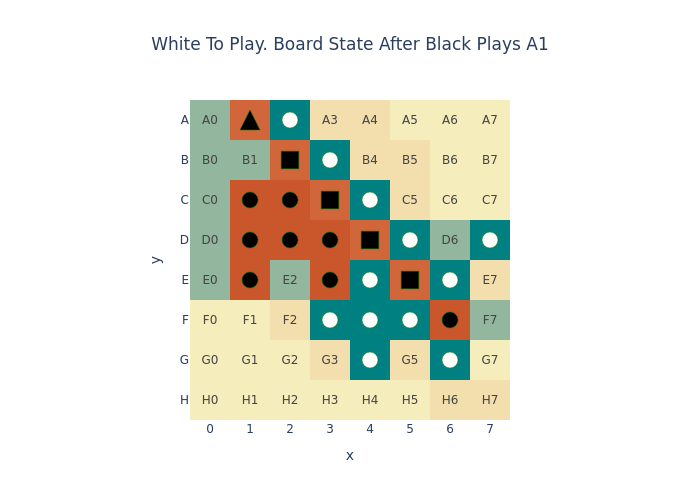 White To Play. Board State After Black Plays A1
A A0 A3 A4 A5 A6 A7
B B0 B1 B4 B5 B6 B7
C C0 C5 C6 C7
D D0 D6
E E0 E2 E7
F F0 F1 F2 F7
G G0 G1 G2 G3 G5 G7
H H0 H1 H2 H3 H4 H5 H6 H7
0 1 2 3 4 5 6 7
x
y